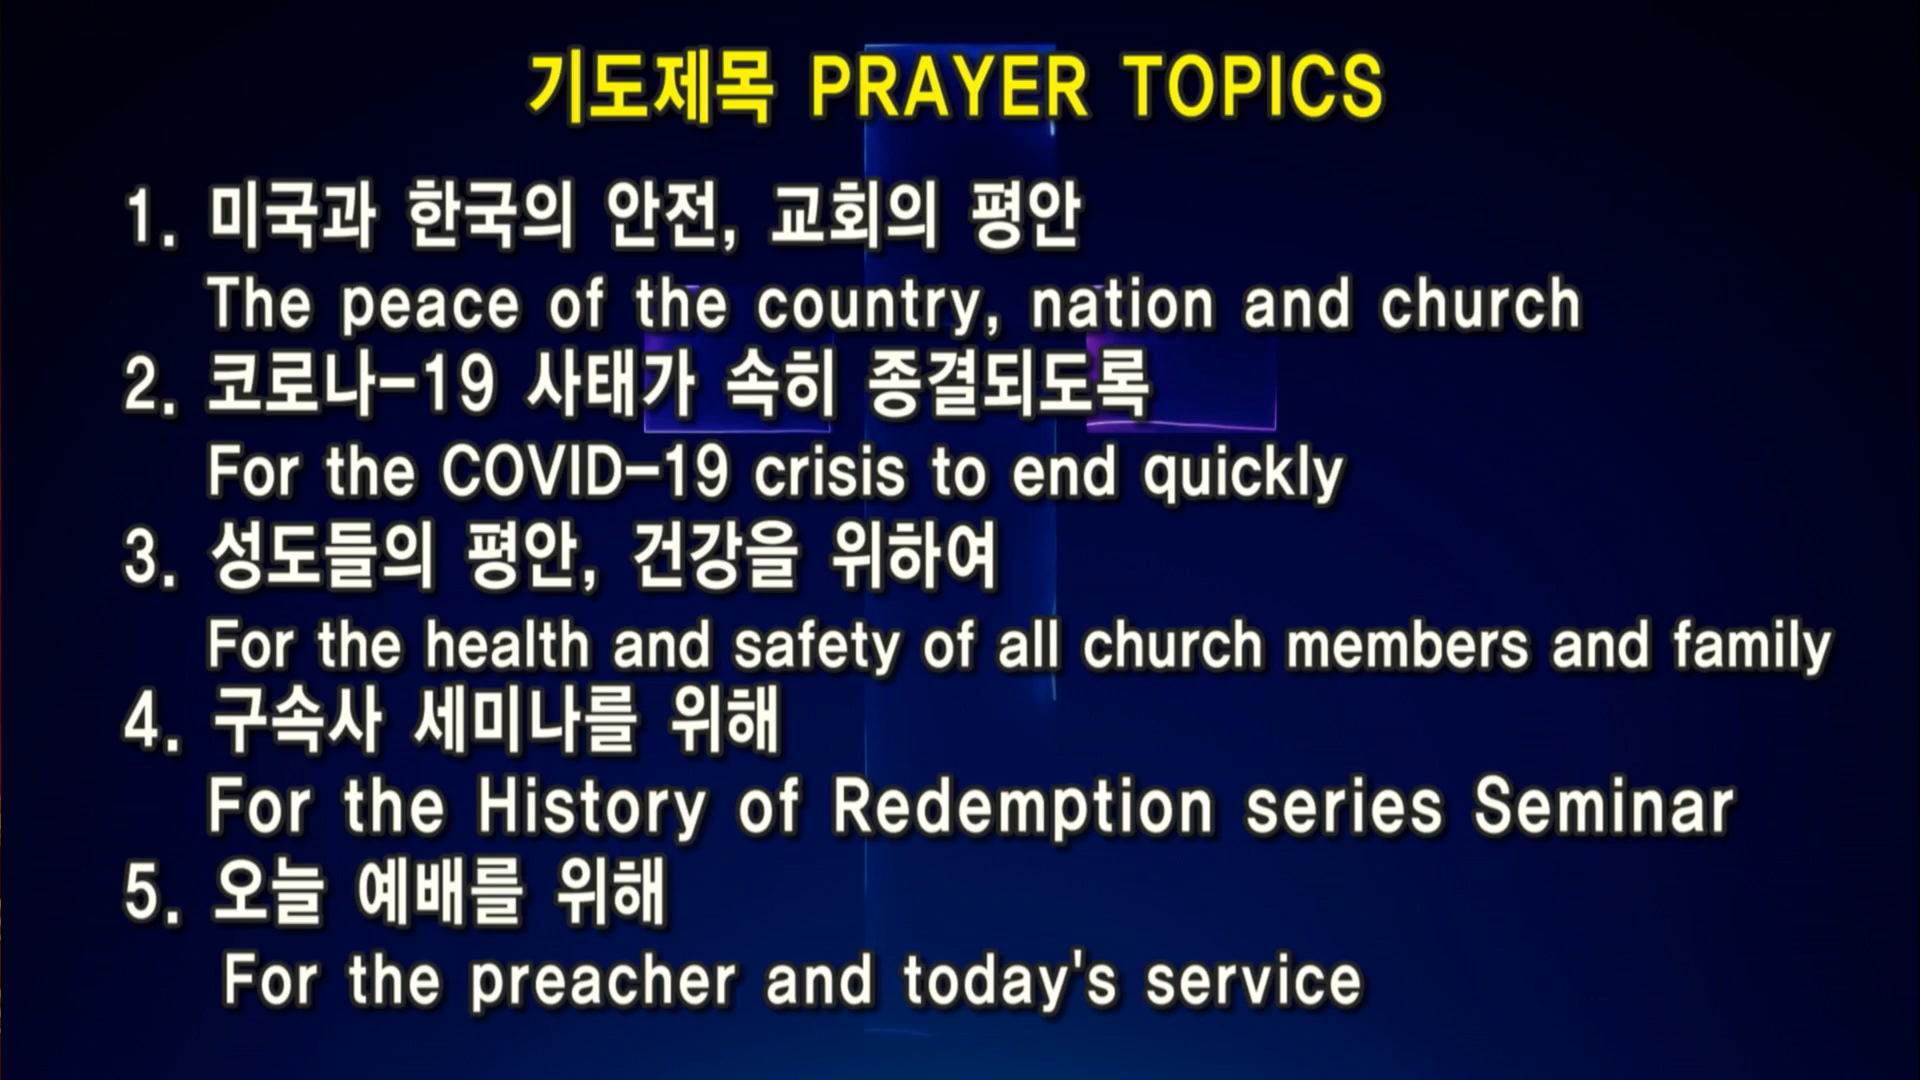 기도제목 PRAYER TOPICS
1. 미국과 한국의 안전, 교회의 평안
The peace of the country, nation and church
2. 코로나-19 사태가 속히 종결되도록
For the COVID-19 crisis to end quickly
3. 성도들의 평안, 건강을 위하여
For the health and safety of all church members and family
4. 구속사 세미나를 위해
For the History of Redemption series Seminar
5. 오늘 예배를 위해
For the preacher and today's service